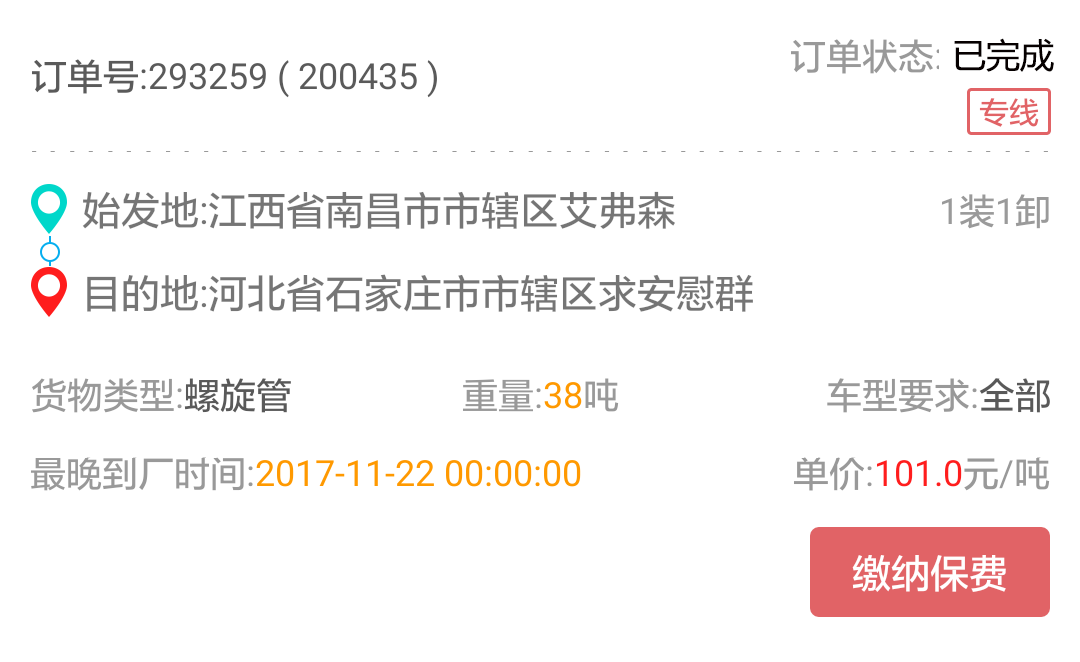 订单号:293259 ( 200435 )
订单状态: 已完成
专线
始发地:江西省南昌市市辖区艾弗森
1装1卸
目的地:河北省石家庄市市辖区求安慰群
货物类型:螺旋管
重量:38吨
车型要求:全部
最晚到厂时间:2017-11-22 00:00:00
单价:101.0元/吨
缴纳保费